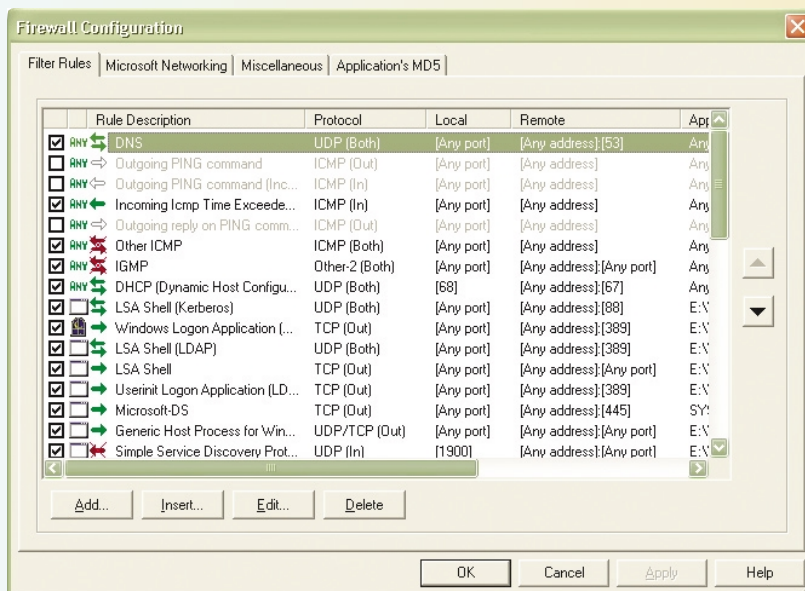 Firewall Configuration
Filter Rules Microsoft Networking Miscellaneous Application's MD5
Rule Description Protocol Local Remote App
ANY DNS UDP (Both) [Any port] [Any address]:[53] Any
ANY Outgoing PING command ICMP (Out) [Any port] [Any address] Any
ANY Outgoing PING command (Inc... ICMP (In) [Any port] [Any address] Any
ANY Incoming Icmp Time Exceede... ICMP (In) [Any port] [Any address] Any
ANY Outgoing reply on PING comm... ICMP (Out) [Any port] [Any address] Any
ANY Other ICMP ICMP (Both) [Any port] [Any address] Any
ANY IGMP Other-2 (Both) [Any port] [Any address]:[Any port] Any
ANY DHCP (Dynamic Host Configu... UDP (Both) [68] [Any address]:[67] Any
LSA Shell (Kerberos) UDP (Both) [Any port] [Any address]:[88] E:\
Windows Logon Application (... TCP (Out) [Any port] [Any address]:[389] E:\
LSA Shell (LDAP) UDP (Both) [Any port] [Any address]:[389] E:\
LSA Shell TCP (Out) [Any port] [Any address]:[Any port] E:\
Userinit Logon Application (LD... TCP (Out) [Any port] [Any address]:[389] E:\
Microsoft-DS TCP (Out) [Any port] [Any address]:[445] SYS
Generic Host Process for Win... UDP/TCP (Out) [Any port] [Any address]:[Any port] E:\
Simple Service Discovery Prot... UDP (In) [1900] [Any address]:[Any port] E:\
Add... Insert... Edit... Delete
OK Cancel Apply Help